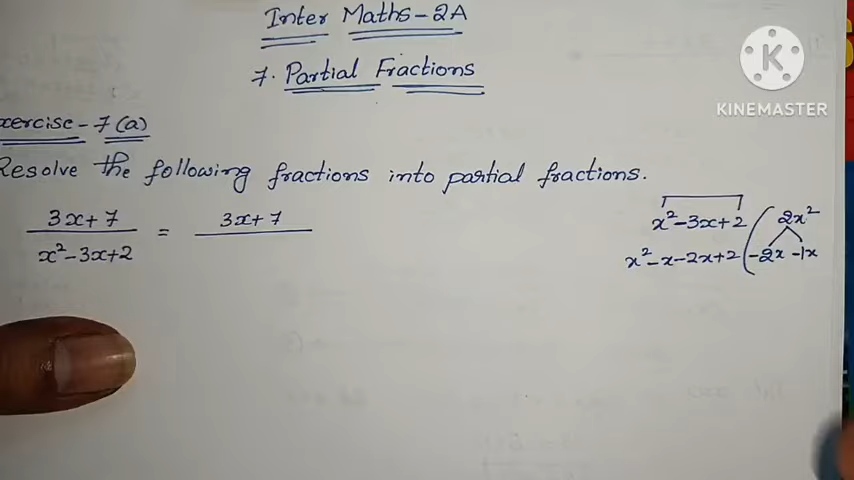 Inter Maths-2A
7. Partial Fractions
K
KINEMASTER
xercise-7(a)
Resolve the following fractions into partial fractions.
3x+7 / x²-3x+2 = 3x+7
x²-3x+2 ( 2x²
x²-x-2x+2 ( -2x -1x